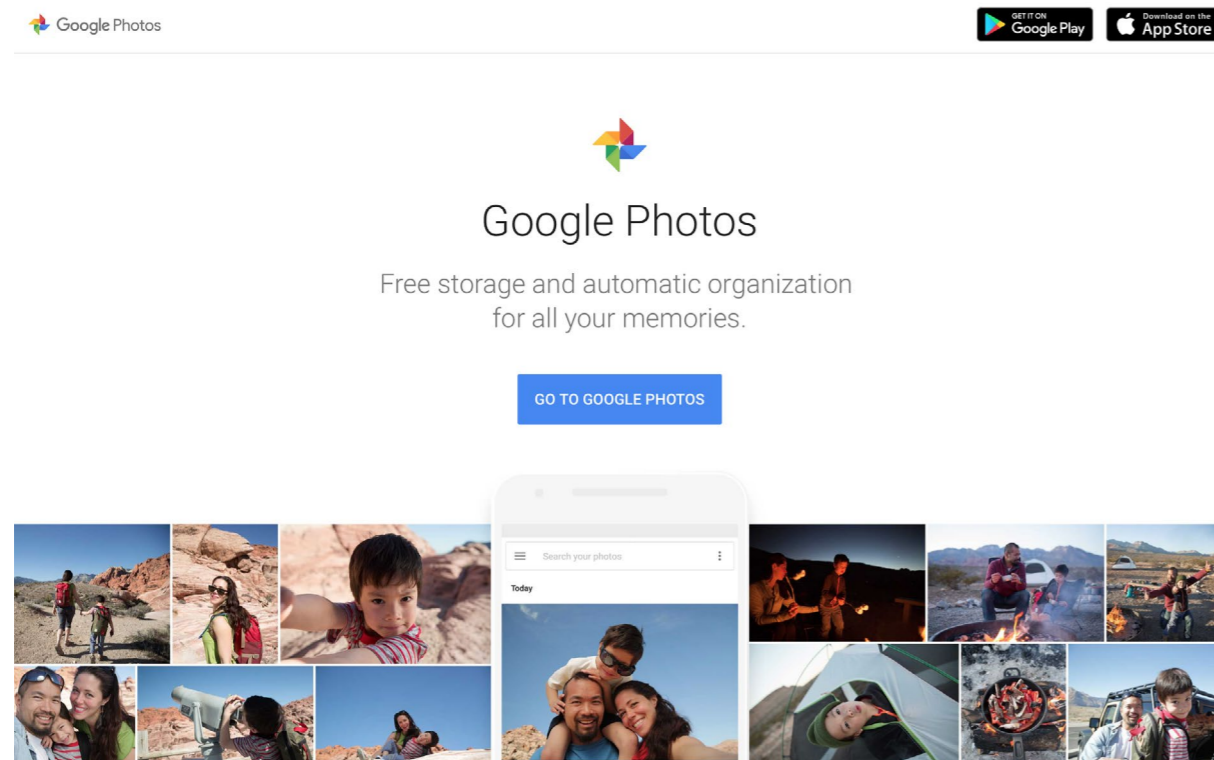 Google Photos
GET IT ON
Google Play
Download on the
App Store
Google Photos
Free storage and automatic organization
for all your memories.
GO TO GOOGLE PHOTOS
Search your photos
Today